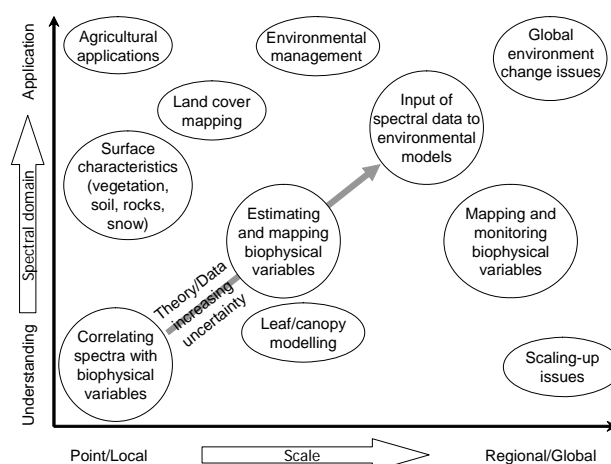 Application
Spectral domain
Understanding
Agricultural
applications
Environmental
management
Global
environment
change issues
Land cover
mapping
Input of
spectral data to
environmental
models
Surface
characteristics
(vegetation,
soil, rocks,
snow)
Estimating
and mapping
biophysical
variables
Mapping and
monitoring
biophysical
variables
Theory/Data
increasing
uncertainty
Leaf/canopy
modelling
Correlating
spectra with
biophysical
variables
Scaling-up
issues
Point/Local
Scale
Regional/Global